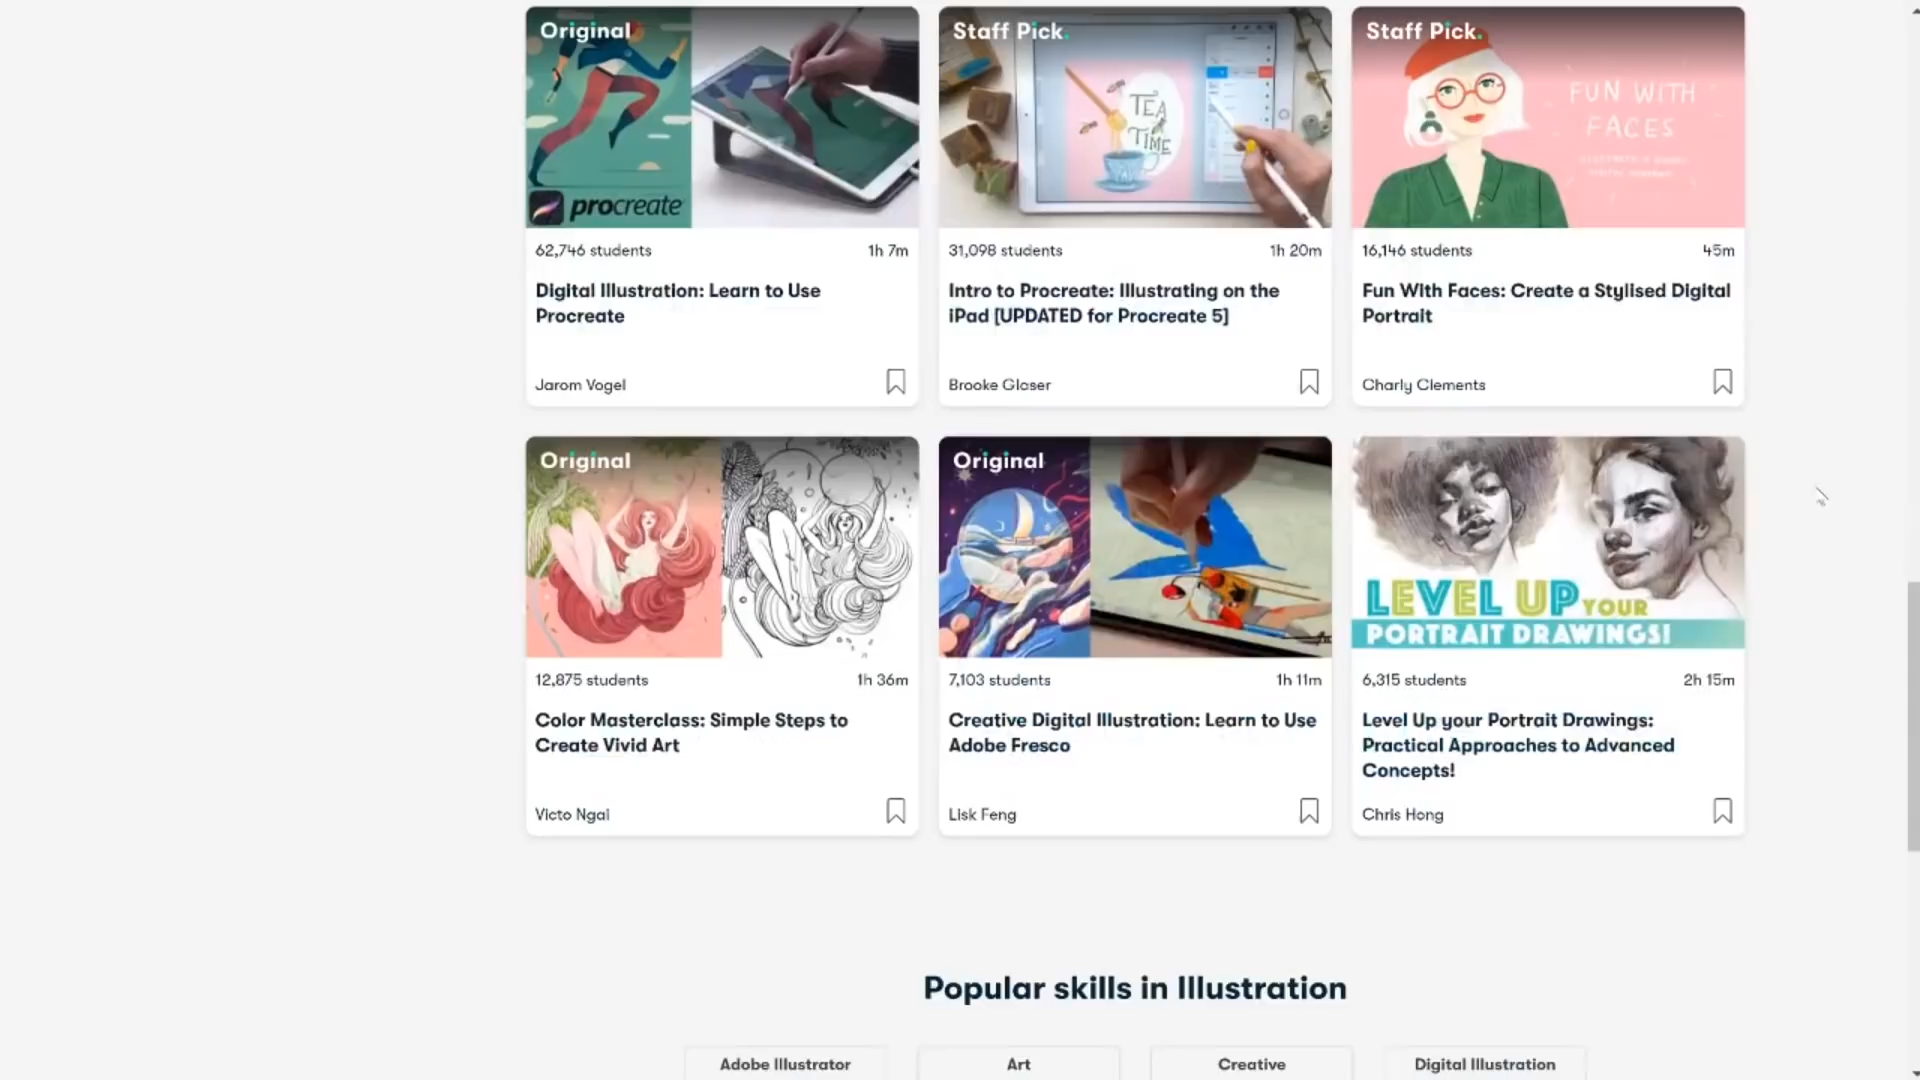 Original
procreate
62,746 students
1h 7m
Digital Illustration: Learn to Use
Procreate
Jarom Vogel
Staff Pick.
TEA
TIME
31,098 students
1h 20m
Intro to Procreate: Illustrating on the
iPad [UPDATED for Procreate 5]
Brooke Glaser
Staff Pick.
FUN WITH
FACES
16,146 students
45m
Fun With Faces: Create a Stylised Digital
Portrait
Charly Clements
Original
12,875 students
1h 36m
Color Masterclass: Simple Steps to
Create Vivid Art
Victo Ngai
Original
7,103 students
1h 11m
Creative Digital Illustration: Learn to Use
Adobe Fresco
Lisk Feng
LEVEL UP YOUR
PORTRAIT DRAWINGS!
6,315 students
2h 15m
Level Up your Portrait Drawings:
Practical Approaches to Advanced
Concepts!
Chris Hong
Popular skills in Illustration
Adobe Illustrator
Art
Creative
Digital Illustration